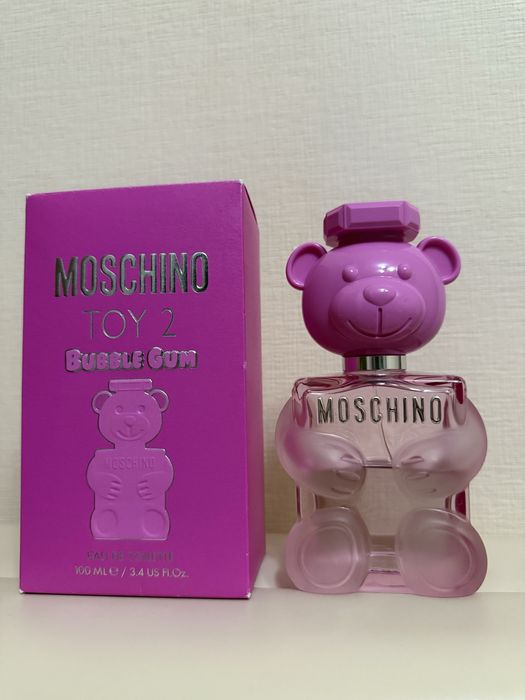 MOSCHINO
TOY 2
BUBBLE GUM
MOSCHINO
EAU DE TOILETTE
100 ML ℮ / 3.4 US Fl.Oz.
MOSCHINO